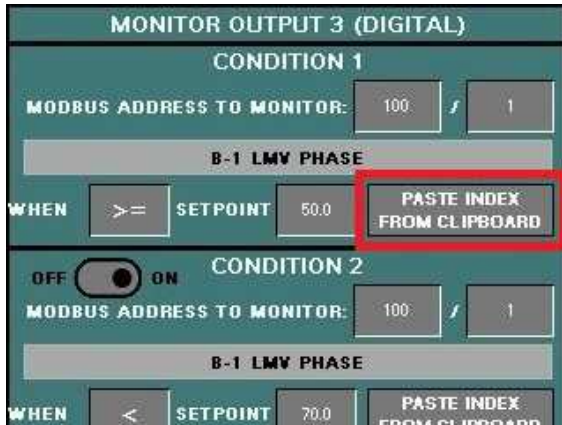 MONITOR OUTPUT 3 (DIGITAL)
CONDITION 1
MODBUS ADDRESS TO MONITOR: 100 / 1
B-1 LMV PHASE
WHEN >= SETPOINT 50.0 PASTE INDEX
FROM CLIPBOARD
OFF ON CONDITION 2
MODBUS ADDRESS TO MONITOR: 100 / 1
B-1 LMV PHASE
WHEN < SETPOINT 70.0 PASTE INDEX
FROM CLIPBOARD